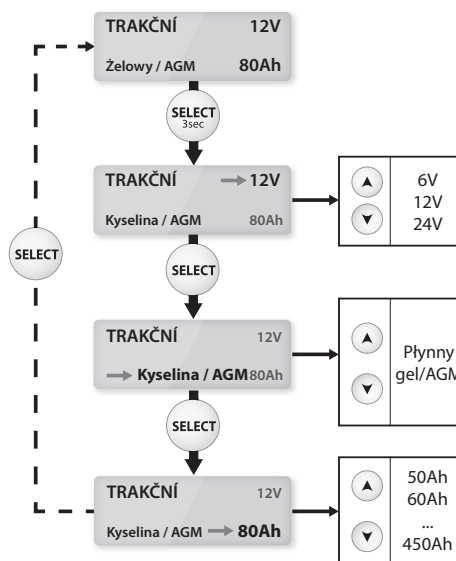 TRAKČNÍ 12V
Żelowy / AGM 80Ah
SELECT
3sec
TRAKČNÍ 12V
Kyselina / AGM 80Ah
6V
12V
24V
SELECT
SELECT
TRAKČNÍ 12V
Kyselina / AGM 80Ah
Płynny
gel/AGM
SELECT
TRAKČNÍ 12V
Kyselina / AGM 80Ah
50Ah
60Ah
...
450Ah